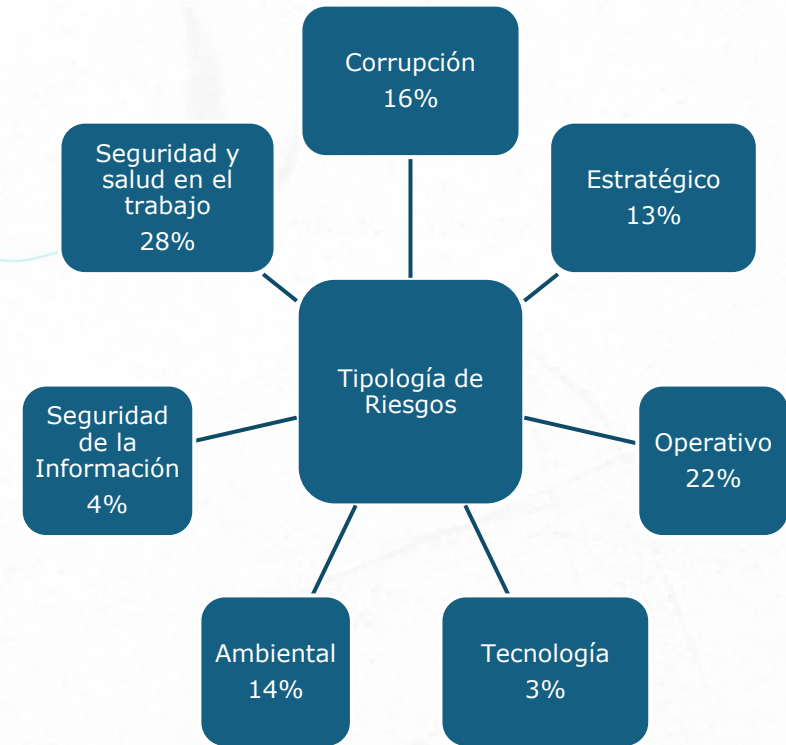 Corrupción
16%
Seguridad y
salud en el
trabajo
28%
Estratégico
13%
Tipología de
Riesgos
Seguridad
de la
Información
4%
Operativo
22%
Ambiental
14%
Tecnología
3%